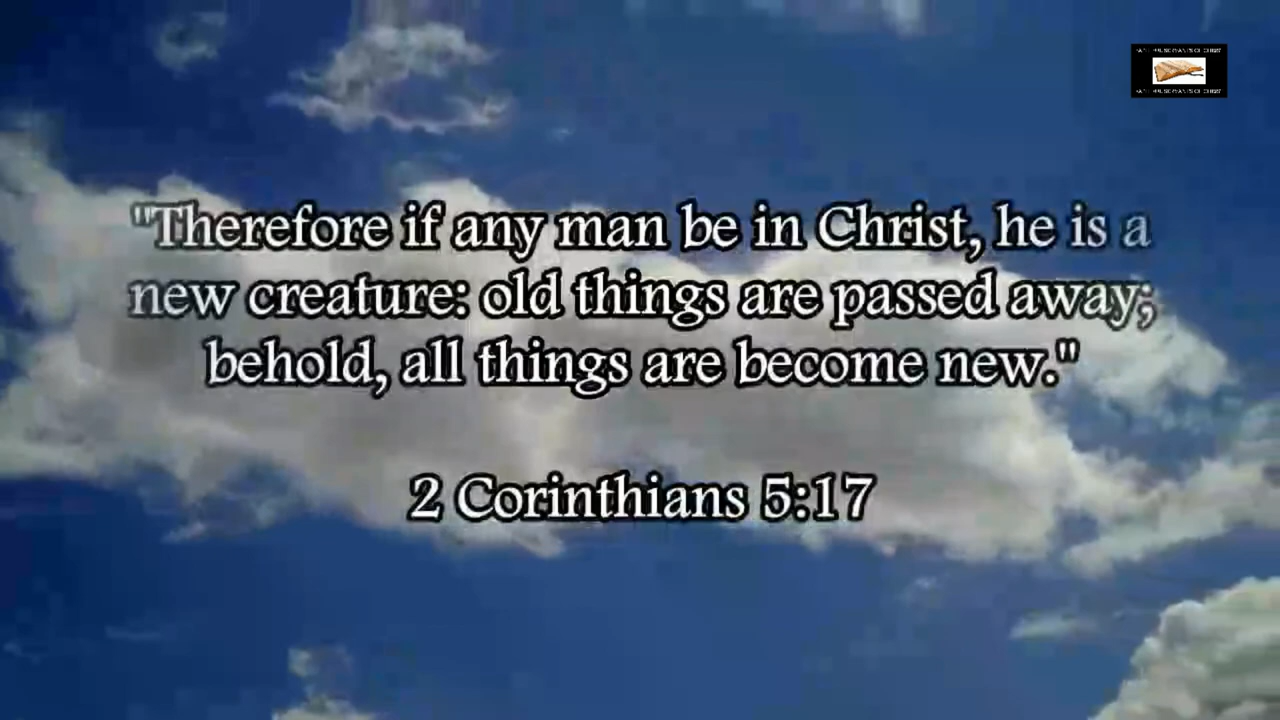 "Therefore if any man be in Christ, he is a
new creature: old things are passed away;
behold, all things are become new."
2 Corinthians 5:17